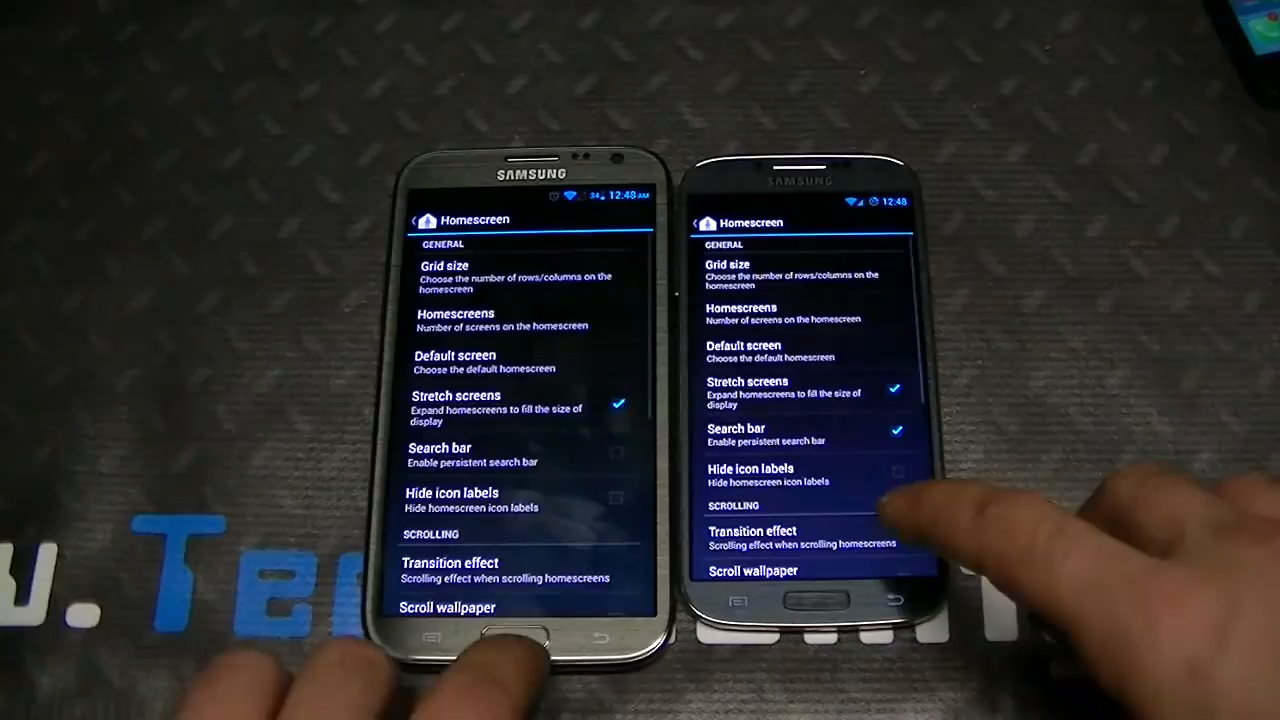 SAMSUNG
34 12:48 AM
Homescreen
GENERAL
Grid size
Choose the number of rows/columns on the
homescreen
Homescreens
Number of screens on the homescreen
Default screen
Choose the default homescreen
Stretch screens
Expand homescreens to fill the size of
display
Search bar
Enable persistent search bar
Hide icon labels
Hide homescreen icon labels
SCROLLING
Transition effect
Scrolling effect when scrolling homescreens
Scroll wallpaper
SAMSUNG
12:48
Homescreen
GENERAL
Grid size
Choose the number of rows/columns on the
homescreen
Homescreens
Number of screens on the homescreen
Default screen
Choose the default homescreen
Stretch screens
Expand homescreens to fill the size of
display
Search bar
Enable persistent search bar
Hide icon labels
Hide homescreen icon labels
SCROLLING
Transition effect
Scrolling effect when scrolling homescreens
Scroll wallpaper